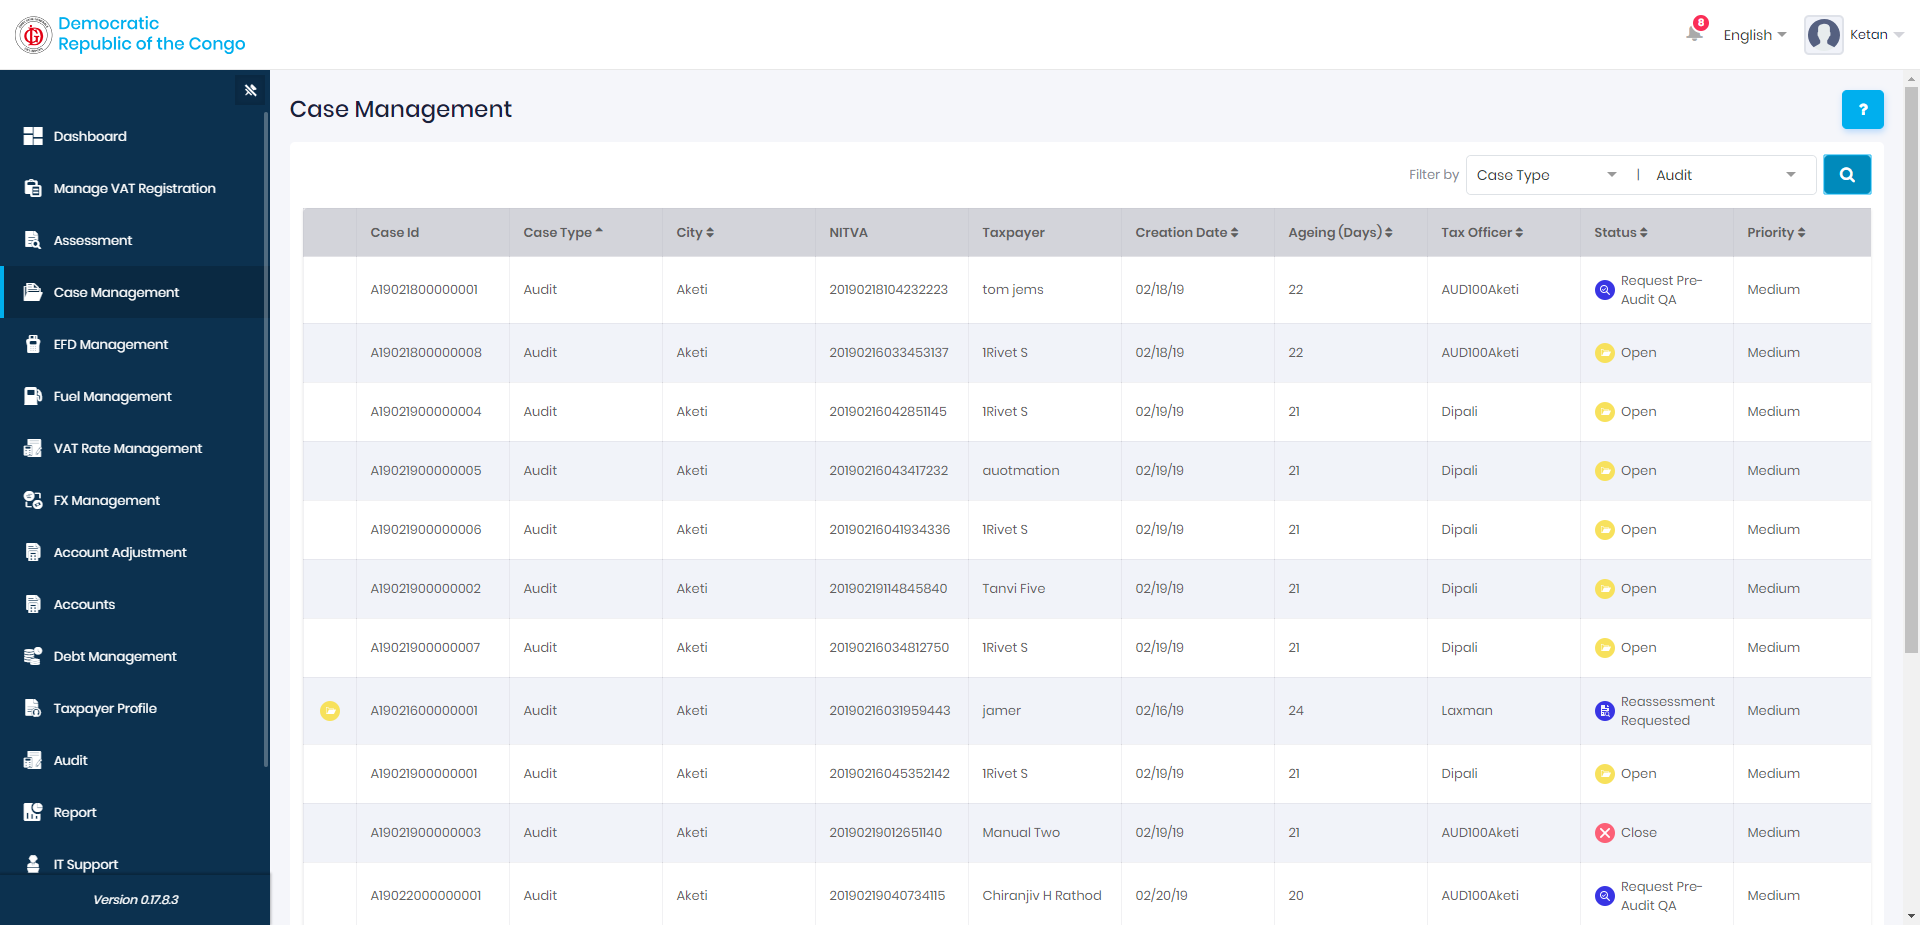 Democratic
Republic of the Congo
8
English
Ketan
Dashboard
Manage VAT Registration
Assessment
Case Management
EFD Management
Fuel Management
VAT Rate Management
FX Management
Account Adjustment
Accounts
Debt Management
Taxpayer Profile
Audit
Report
IT Support
Version 0.17.8.3
Case Management
?
Filter by Case Type | Audit
Case Id Case Type City NITVA Taxpayer Creation Date Ageing (Days) Tax Officer Status Priority
A19021800000001 Audit Aketi 20190218104232223 tom jems 02/18/19 22 AUD100Aketi Request Pre-Audit QA Medium
A19021800000008 Audit Aketi 20190216033453137 1Rivet S 02/18/19 22 AUD100Aketi Open Medium
A19021900000004 Audit Aketi 20190216042851145 1Rivet S 02/19/19 21 Dipali Open Medium
A19021900000005 Audit Aketi 20190216043417232 auotmation 02/19/19 21 Dipali Open Medium
A19021900000006 Audit Aketi 20190216041934336 1Rivet S 02/19/19 21 Dipali Open Medium
A19021900000002 Audit Aketi 20190219114845840 Tanvi Five 02/19/19 21 Dipali Open Medium
A19021900000007 Audit Aketi 20190216034812750 1Rivet S 02/19/19 21 Dipali Open Medium
A19021600000001 Audit Aketi 20190216031959443 jamer 02/16/19 24 Laxman Reassessment Requested Medium
A19021900000001 Audit Aketi 20190216045352142 1Rivet S 02/19/19 21 Dipali Open Medium
A19021900000003 Audit Aketi 20190219012651140 Manual Two 02/19/19 21 AUD100Aketi Close Medium
A19022000000001 Audit Aketi 20190219040734115 Chiranjiv H Rathod 02/20/19 20 AUD100Aketi Request Pre-Audit QA Medium